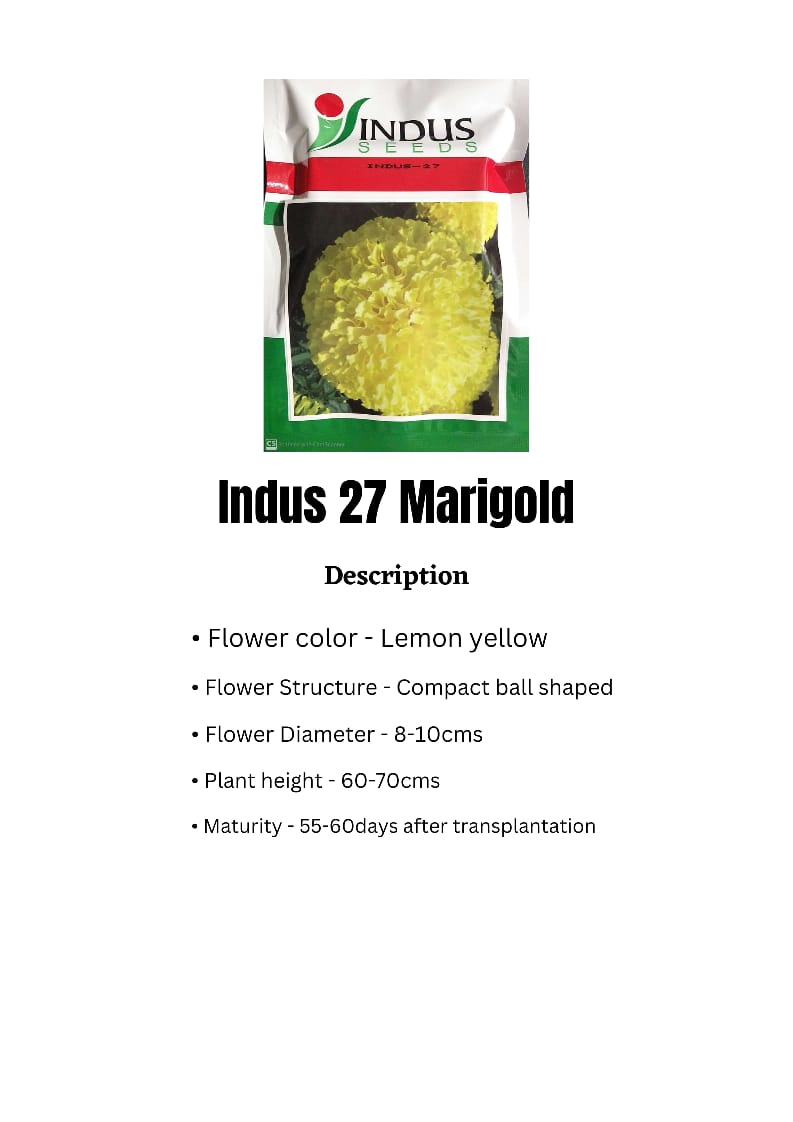 INDUS
SEEDS
INDUS-27
CS
Indus 27 Marigold
Description
• Flower color - Lemon yellow
• Flower Structure - Compact ball shaped
• Flower Diameter - 8-10cms
• Plant height - 60-70cms
• Maturity - 55-60days after transplantation